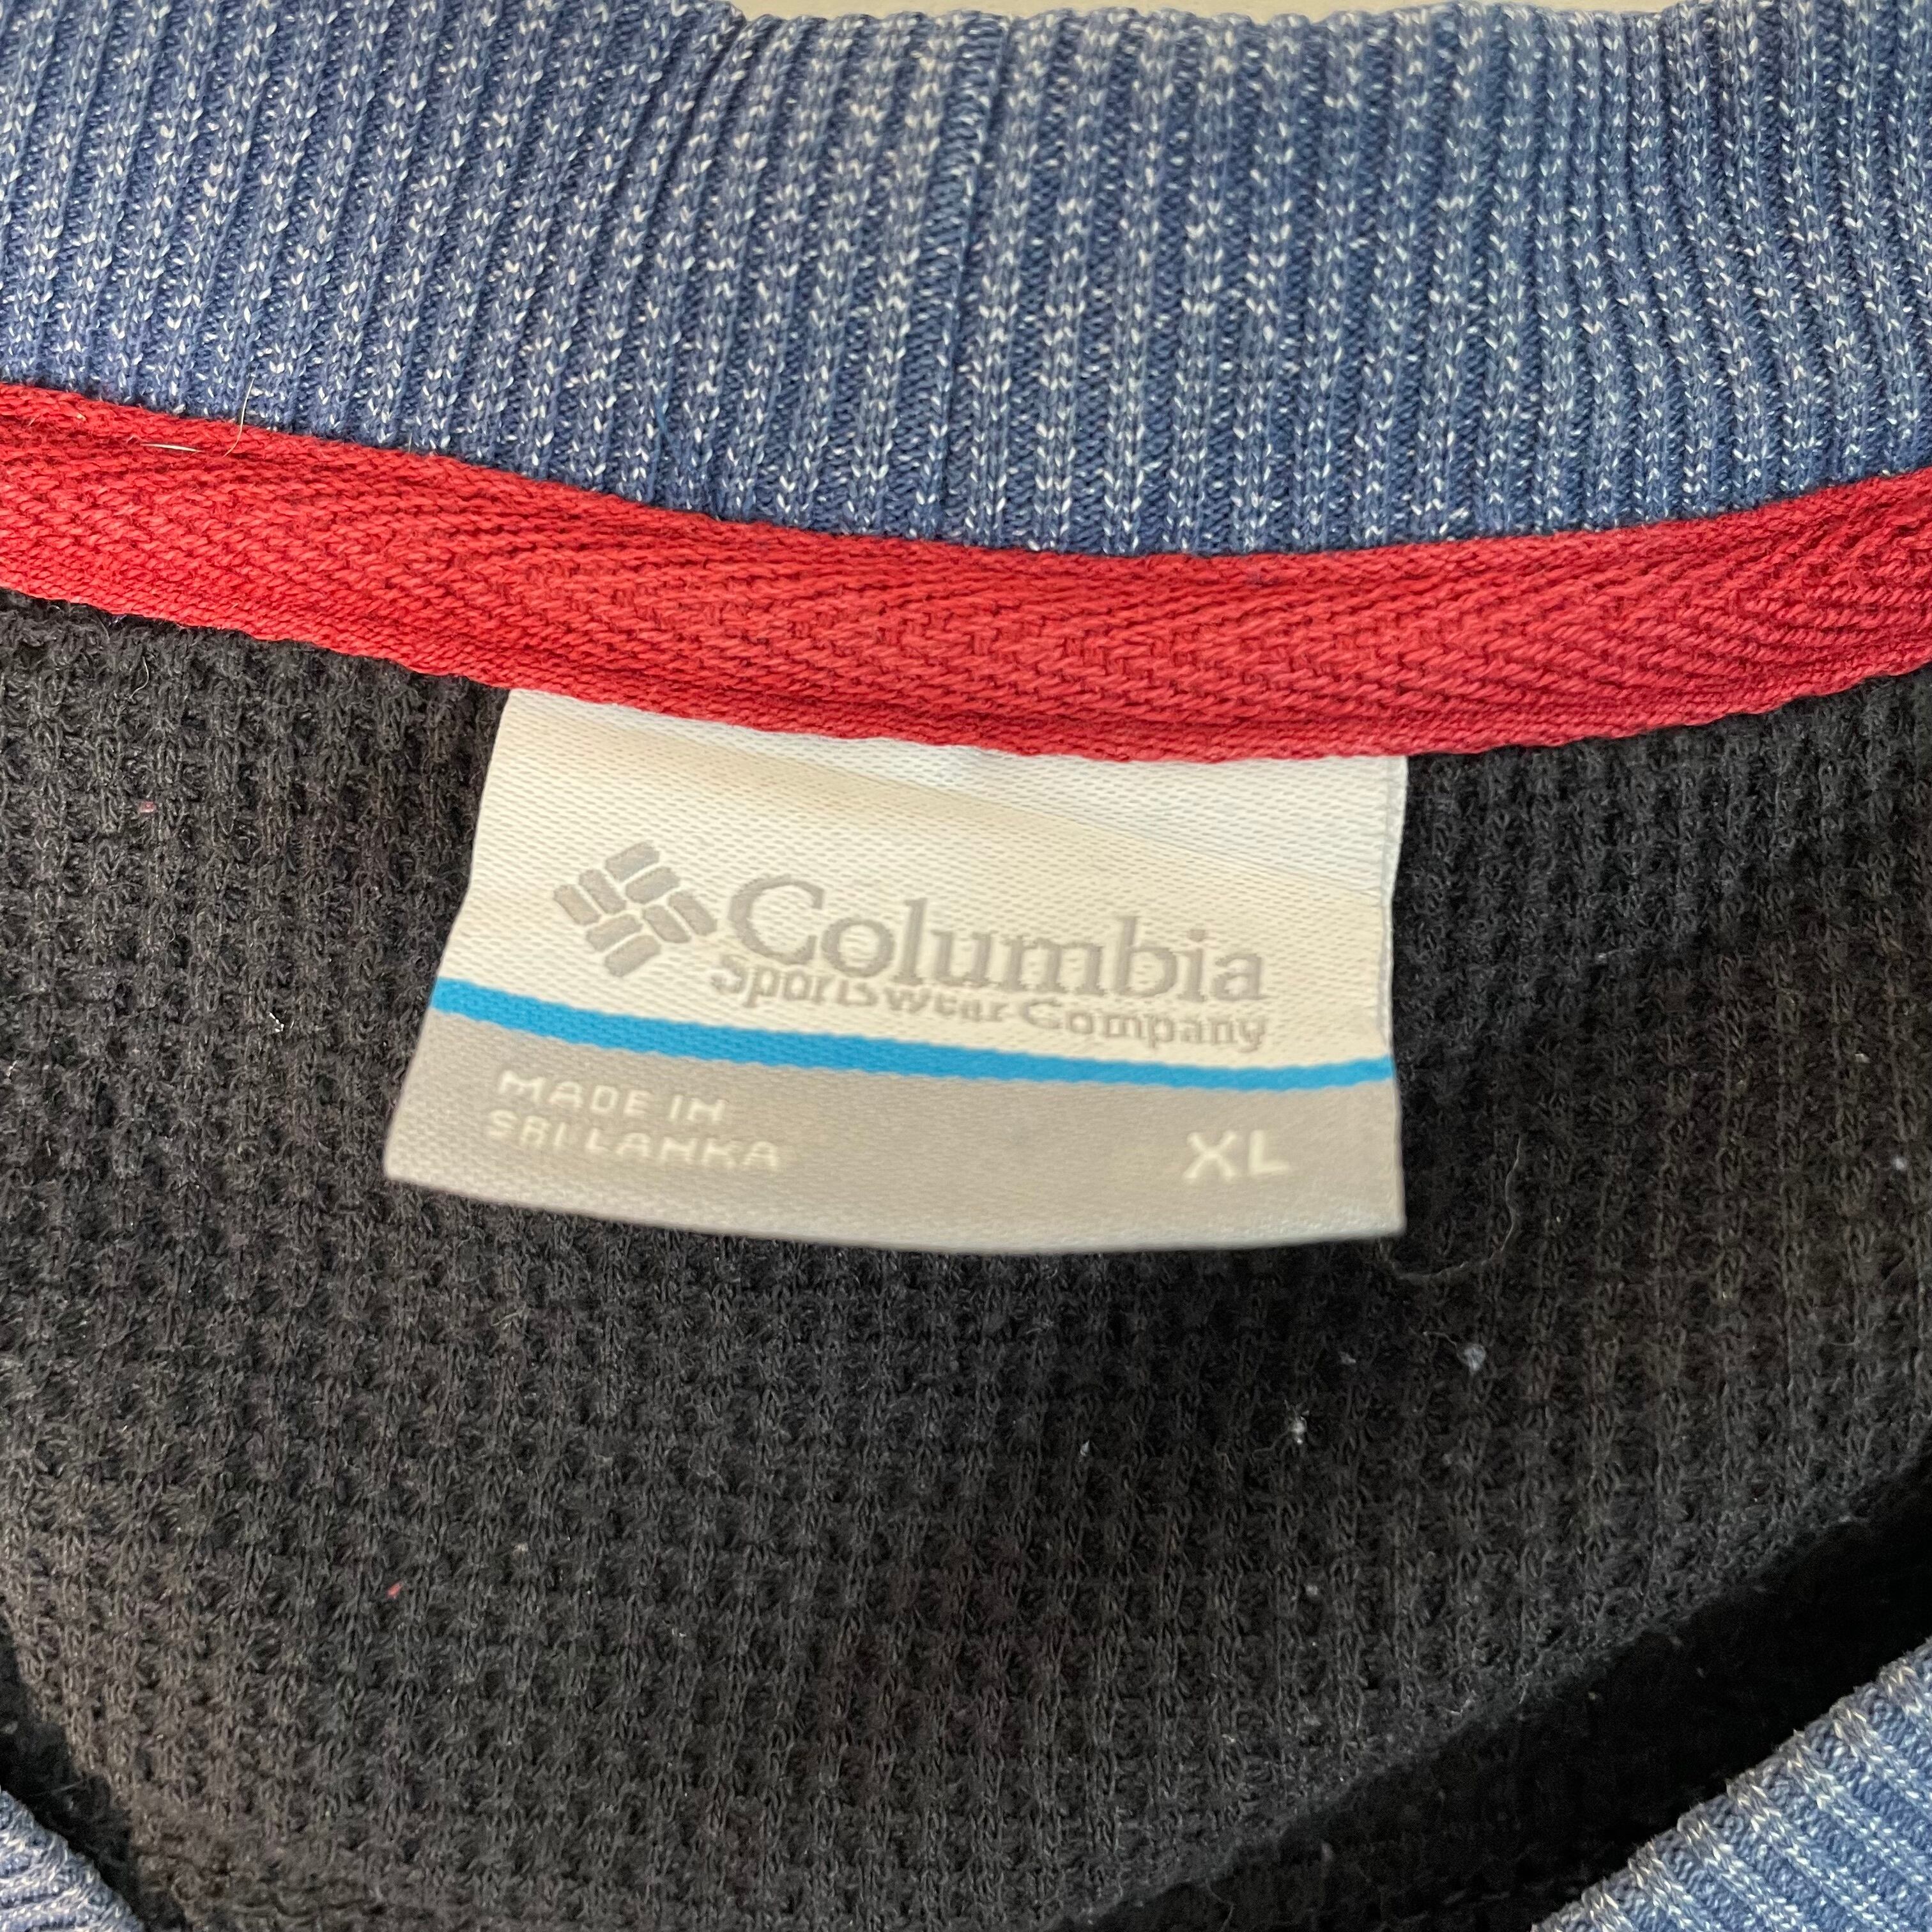 Columbia
Sportswear Company
MADE IN
SRI LANKA
XL